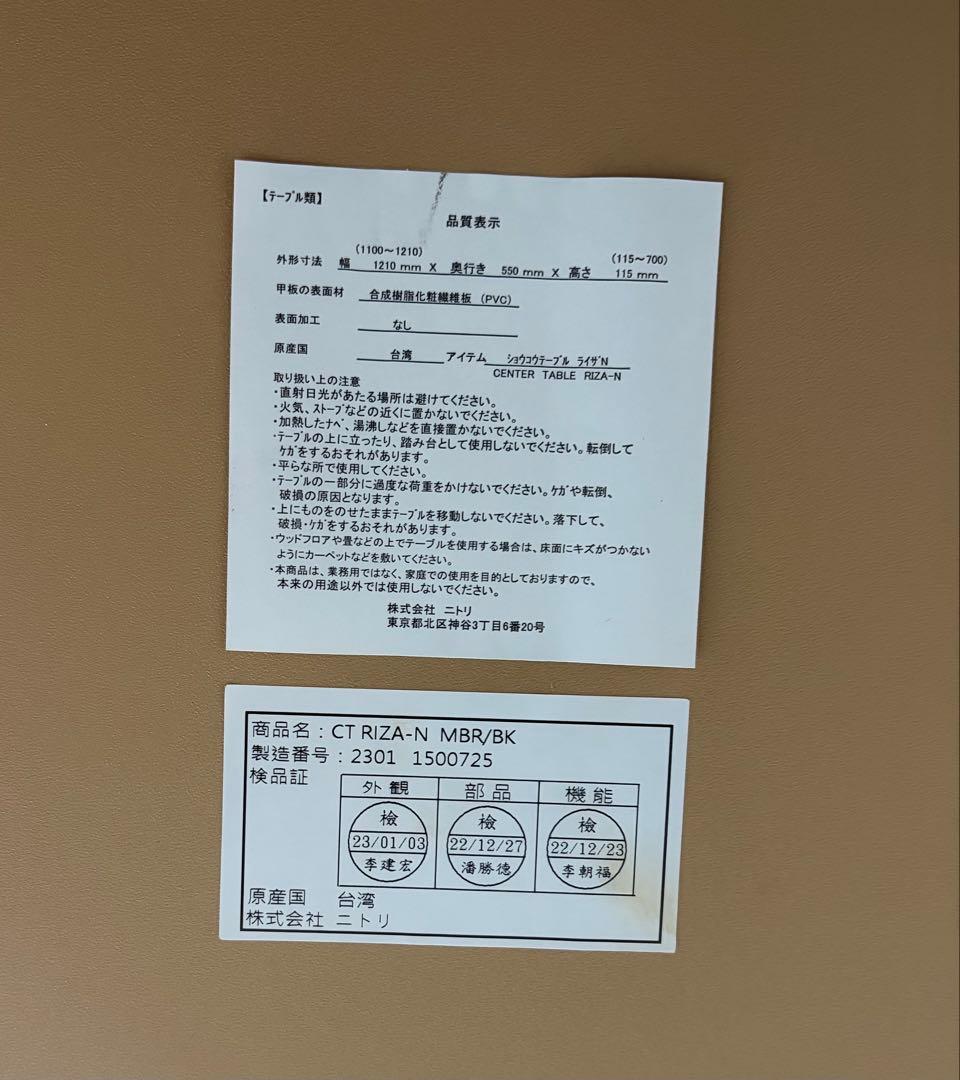 【ﾃｰﾌﾞﾙ類】
品質表示
(1100～1210) (115～700)
外形寸法 幅 1210 mm X 奥行き 550 mm X 高さ 115 mm
甲板の表面材 合成樹脂化粧繊維板 (PVC)
表面加工 なし
原産国 台湾 アイテム ｼｮｳｺｳﾃｰﾌﾞﾙ ﾗｲｻﾞN
CENTER TABLE RIZA-N
取り扱い上の注意
・直射日光があたる場所は避けてください。
・火気、ｽﾄｰﾌﾞなどの近くに置かないでください。
・加熱したﾅﾍﾞ、湯沸しなどを直接置かないでください。
・ﾃｰﾌﾞﾙの上に立ったり、踏み台として使用しないでください。転倒して
ｹｶﾞをするおそれがあります。
・平らな所で使用してください。
・ﾃｰﾌﾞﾙの一部分に過度な荷重をかけないでください。ｹｶﾞや転倒、
破損の原因となります。
・上にものをのせたままﾃｰﾌﾞﾙを移動しないでください。落下して、
破損・ｹｶﾞをするおそれがあります。
・ウッドフロアや畳などの上でテーブルを使用する場合は、床面にキズがつかない
ようにカーペットなどを敷いてください。
・本商品は、業務用ではなく、家庭での使用を目的としておりますので、
本来の用途以外では使用しないでください。
株式会社 ニトリ
東京都北区神谷3丁目6番20号
商品名：CT RIZA-N MBR/BK
製造番号：2301 1500725
検品証
外観 部品 機能
檢 檢 檢
23/01/03 22/12/27 22/12/23
李建宏 潘勝德 李朝福
原産国 台湾
株式会社 ニトリ